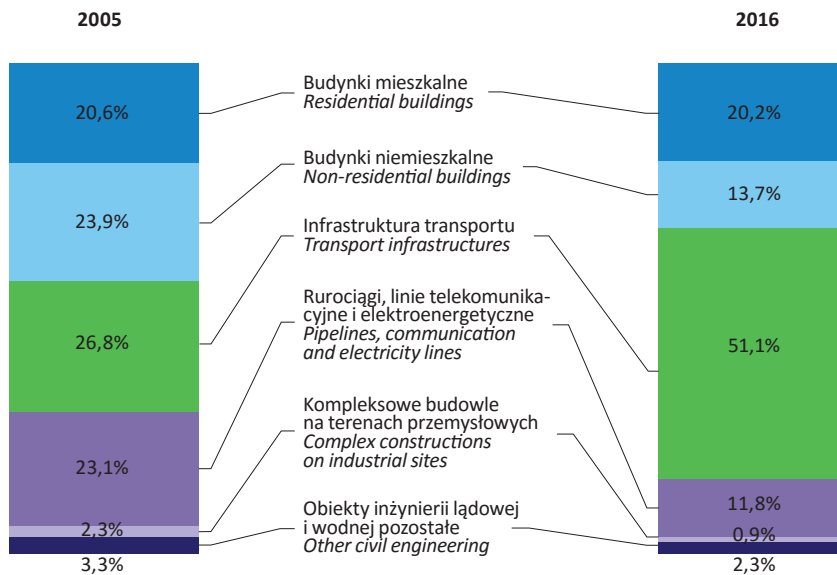 2005
2016
20,6%
Budynki mieszkalne
Residential buildings
20,2%
23,9%
Budynki niemieszkalne
Non-residential buildings
13,7%
26,8%
Infrastruktura transportu
Transport infrastructures
51,1%
23,1%
Rurociągi, linie telekomunika-
cyjne i elektroenergetyczne
Pipelines, communication
and electricity lines
11,8%
2,3%
Kompleksowe budowle
na terenach przemysłowych
Complex constructions
on industrial sites
0,9%
3,3%
Obiekty inżynierii lądowej
i wodnej pozostałe
Other civil engineering
2,3%